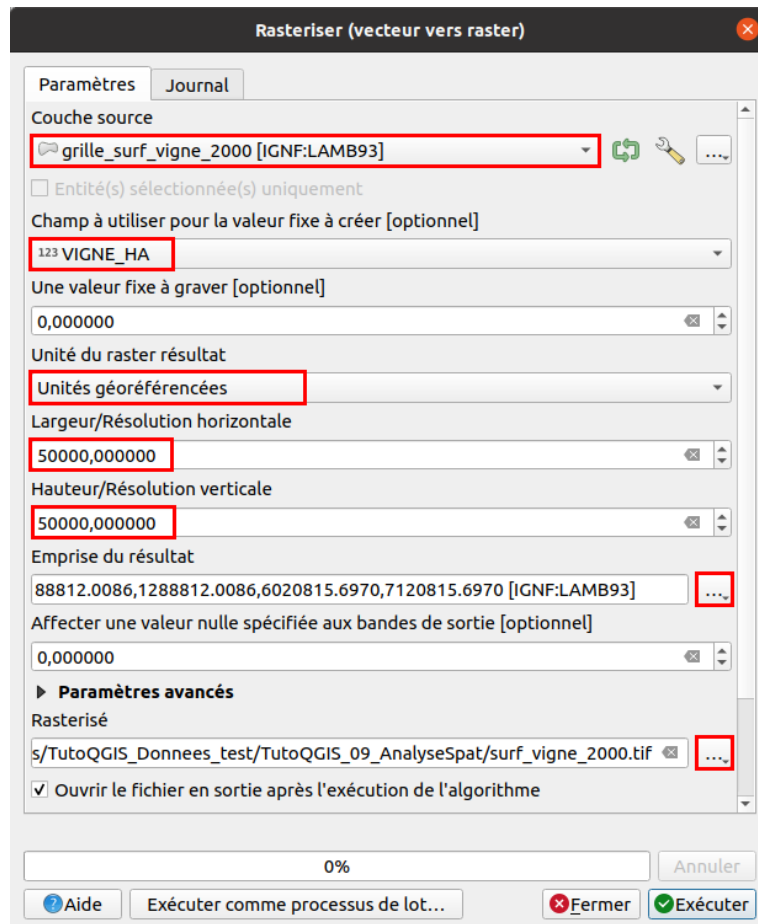 Rasteriser (vecteur vers raster)
Paramètres Journal
Couche source
grille_surf_vigne_2000 [IGNF:LAMB93]
...
Entité(s) sélectionnée(s) uniquement
Champ à utiliser pour la valeur fixe à créer [optionnel]
123 VIGNE_HA
Une valeur fixe à graver [optionnel]
0,000000
Unité du raster résultat
Unités géoréférencées
Largeur/Résolution horizontale
50000,000000
Hauteur/Résolution verticale
50000,000000
Emprise du résultat
88812.0086,1288812.0086,6020815.6970,7120815.6970 [IGNF:LAMB93] ...
Affecter une valeur nulle spécifiée aux bandes de sortie [optionnel]
0,000000
Paramètres avancés
Rasterisé
s/TutoQGIS_Donnees_test/TutoQGIS_09_AnalyseSpat/surf_vigne_2000.tif ...
Ouvrir le fichier en sortie après l'exécution de l'algorithme
0% Annuler
Aide Exécuter comme processus de lot... Fermer Exécuter